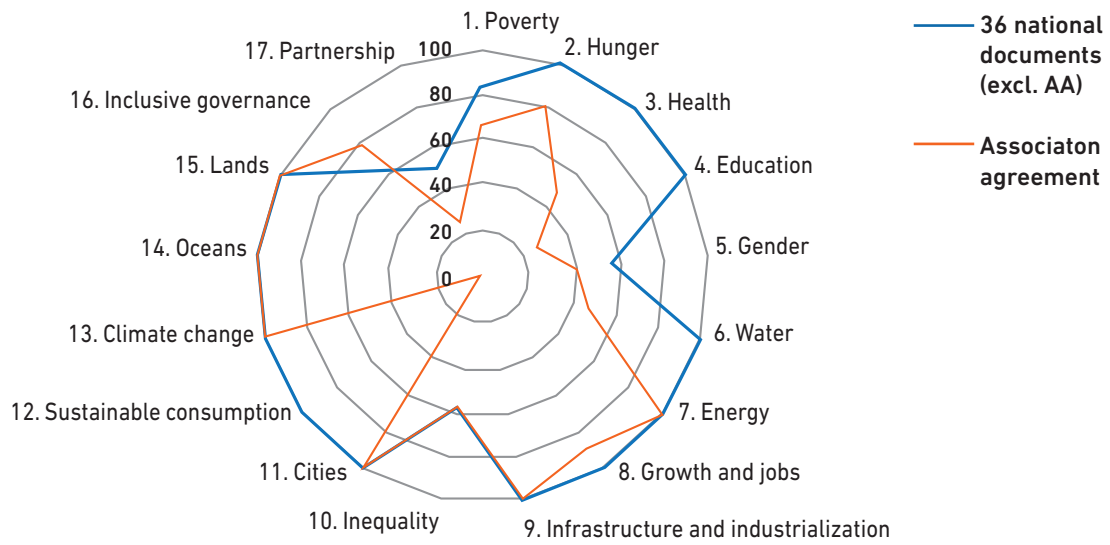 1. Poverty
2. Hunger
3. Health
4. Education
5. Gender
6. Water
7. Energy
8. Growth and jobs
9. Infrastructure and industrialization
10. Inequality
11. Cities
12. Sustainable consumption
13. Climate change
14. Oceans
15. Lands
16. Inclusive governance
17. Partnership
100
80
60
40
20
0
36 national
documents
(excl. AA)
Associaton
agreement